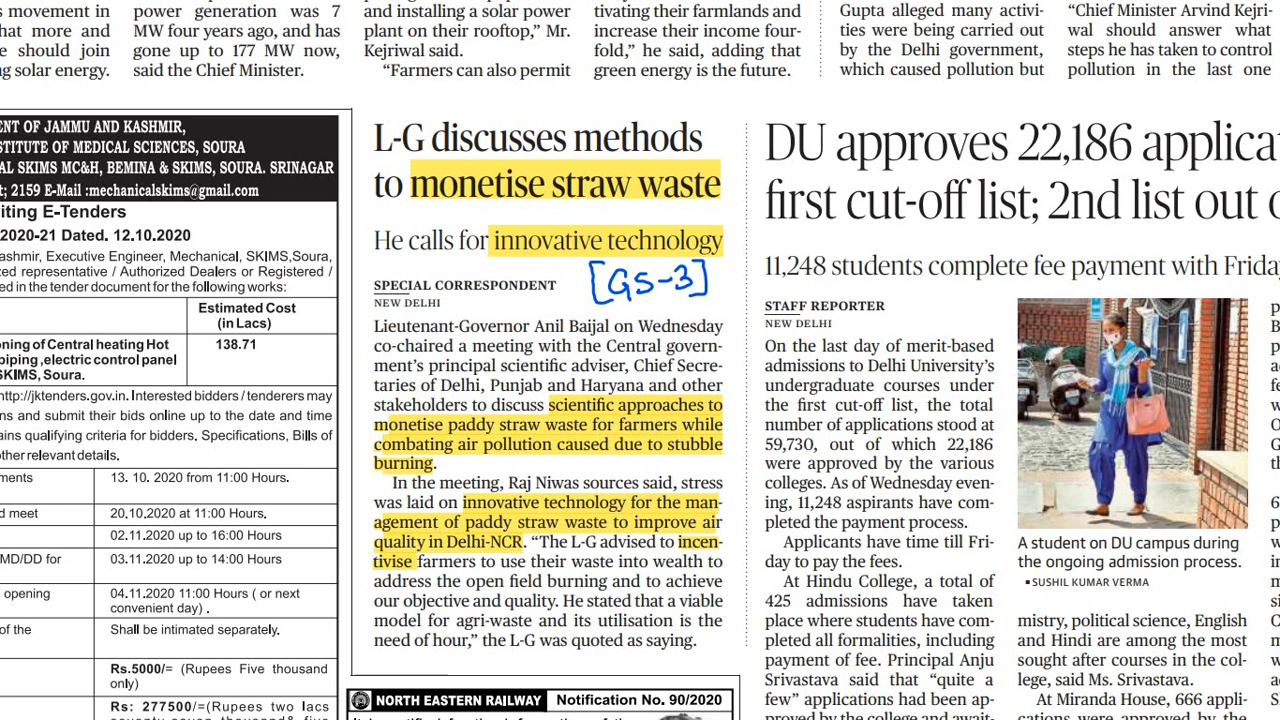 s movement in
hat more and
e should join
ng solar energy.
power generation was 7
MW four years ago, and has
gone up to 177 MW now,
said the Chief Minister.
and installing a solar power
plant on their rooftop,” Mr.
Kejriwal said.
“Farmers can also permit
tivating their farmlands and
increase their income four-
fold,” he said, adding that
green energy is the future.
Gupta alleged many activi-
ties were being carried out
by the Delhi government,
which caused pollution but
“Chief Minister Arvind Kejri-
wal should answer what
steps he has taken to control
pollution in the last one
ENT OF JAMMU AND KASHMIR,
STITUTE OF MEDICAL SCIENCES, SOURA
AL SKIMS MC&H, BEMINA & SKIMS, SOURA. SRINAGAR
t; 2159 E-Mail :mechanicalskims@gmail.com
iting E-Tenders
2020-21 Dated. 12.10.2020
ashmir, Executive Engineer, Mechanical, SKIMS,Soura,
zed representative / Authorized Dealers or Registered /
ed in the tender document for the following works:
Estimated Cost
(in Lacs)
oning of Central heating Hot
piping ,electric control panel
SKIMS, Soura.
138.71
http://jktenders.gov.in. Interested bidders / tenderers may
ns and submit their bids online up to the date and time
ains qualifying criteria for bidders. Specifications, Bills of
other relevant details.
ments
13. 10. 2020 from 11:00 Hours.
d meet
20.10.2020 at 11:00 Hours.
02.11.2020 up to 16:00 Hours
MD/DD for
03.11.2020 up to 14:00 Hours
opening
04.11.2020 11:00 Hours ( or next
convenient day) .
of the
Shall be intimated separately.
Rs.5000/= (Rupees Five thousand
only)
Rs: 277500/=(Rupees two lacs
L-G discusses methods
to monetise straw waste
He calls for innovative technology
[GS-3]
SPECIAL CORRESPONDENT
NEW DELHI
Lieutenant-Governor Anil Baijal on Wednesday
co-chaired a meeting with the Central govern-
ment’s principal scientific adviser, Chief Secre-
taries of Delhi, Punjab and Haryana and other
stakeholders to discuss scientific approaches to
monetise paddy straw waste for farmers while
combating air pollution caused due to stubble
burning.
In the meeting, Raj Niwas sources said, stress
was laid on innovative technology for the man-
agement of paddy straw waste to improve air
quality in Delhi-NCR. “The L-G advised to incen-
tivise farmers to use their waste into wealth to
address the open field burning and to achieve
our objective and quality. He stated that a viable
model for agri-waste and its utilisation is the
need of hour,” the L-G was quoted as saying.
NORTH EASTERN RAILWAY
Notification No. 90/2020
DU approves 22,186 applica
first cut-off list; 2nd list out o
11,248 students complete fee payment with Frida
STAFF REPORTER
NEW DELHI
On the last day of merit-based
admissions to Delhi University’s
undergraduate courses under
the first cut-off list, the total
number of applications stood at
59,730, out of which 22,186
were approved by the various
colleges. As of Wednesday even-
ing, 11,248 aspirants have com-
pleted the payment process.
Applicants have time till Fri-
day to pay the fees.
At Hindu College, a total of
425 admissions have taken
place where students have com-
pleted all formalities, including
payment of fee. Principal Anju
Srivastava said that “quite a
few” applications had been ap-
proved by the college and await-
A student on DU campus during
the ongoing admission process.
▪ SUSHIL KUMAR VERMA
mistry, political science, English
and Hindi are among the most
sought after courses in the col-
lege, said Ms. Srivastava.
At Miranda House, 666 appli-
cations were approved by the